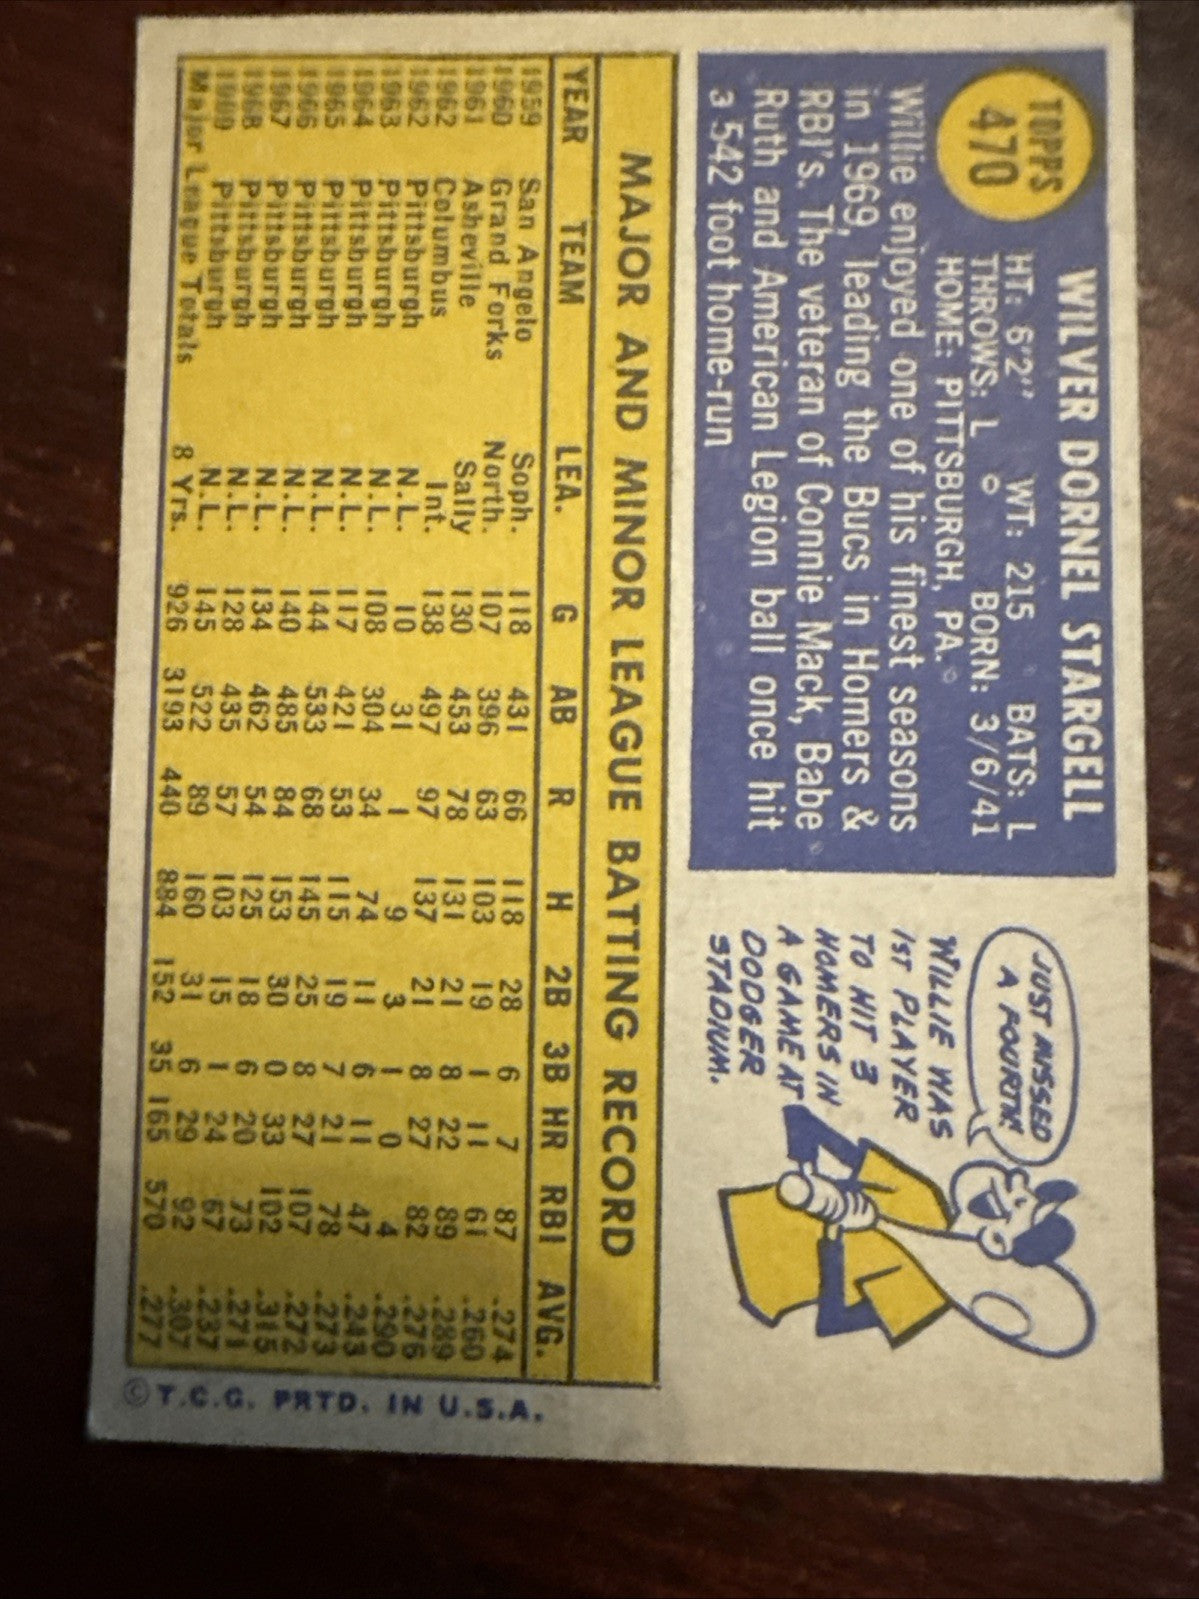 TOPPS
470
WILVER DORNEL STARGELL
HT: 6'2" WT: 215 BATS: L
THROWS: L BORN: 3/6/41
HOME: PITTSBURGH, PA.
Willie enjoyed one of his finest seasons
in 1969, leading the Bucs in Homers &
RBI's. The veteran of Connie Mack, Babe
Ruth and American Legion ball once hit
a 542 foot home-run
JUST MISSED
A FOURTH!
WILLIE WAS
1ST PLAYER
TO HIT 3
HOMERS IN
A GAME AT
DODGER
STADIUM.
MAJOR AND MINOR LEAGUE BATTING RECORD
YEAR TEAM LEA. G AB R H 2B 3B HR RBI AVG.
1959 San Angelo Soph. 118 431 66 118 28 6 7 87 .274
1960 Grand Forks North. 107 396 63 103 19 1 11 61 .260
1961 Asheville Sally 130 453 78 131 21 8 22 89 .289
1962 Columbus Int. 138 497 97 137 21 8 27 82 .276
1962 Pittsburgh N.L. 10 31 1 9 3 1 0 4 .290
1963 Pittsburgh N.L. 108 304 34 74 11 6 11 47 .243
1964 Pittsburgh N.L. 117 421 53 115 19 7 21 78 .273
1965 Pittsburgh N.L. 144 533 68 145 25 8 27 107 .272
1966 Pittsburgh N.L. 140 485 84 153 30 0 33 102 .315
1967 Pittsburgh N.L. 134 462 54 125 18 6 20 73 .271
1968 Pittsburgh N.L. 128 435 57 103 15 1 24 67 .237
1969 Pittsburgh N.L. 145 522 89 160 31 6 29 92 .307
Major League Totals 8 Yrs. 926 3193 440 884 152 35 165 570 .277
© T.C.G. PRTD. IN U.S.A.